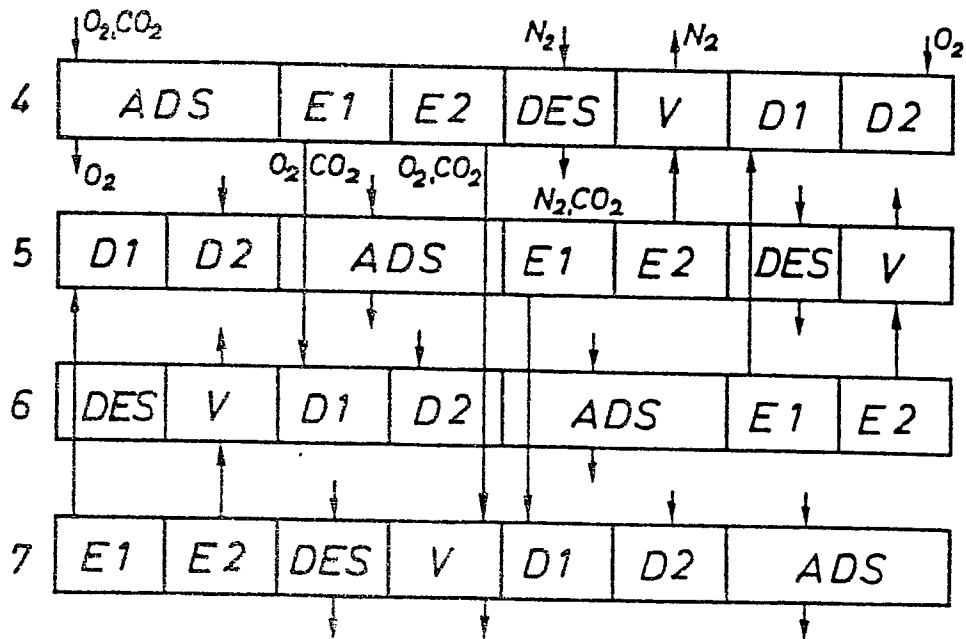 O₂,CO₂ N₂ N₂ O₂
4 ADS E1 E2 DES V D1 D2
O₂ O₂CO₂ O₂,CO₂ N₂,CO₂
5 D1 D2 ADS E1 E2 DES V
6 DES V D1 D2 ADS E1 E2
7 E1 E2 DES V D1 D2 ADS